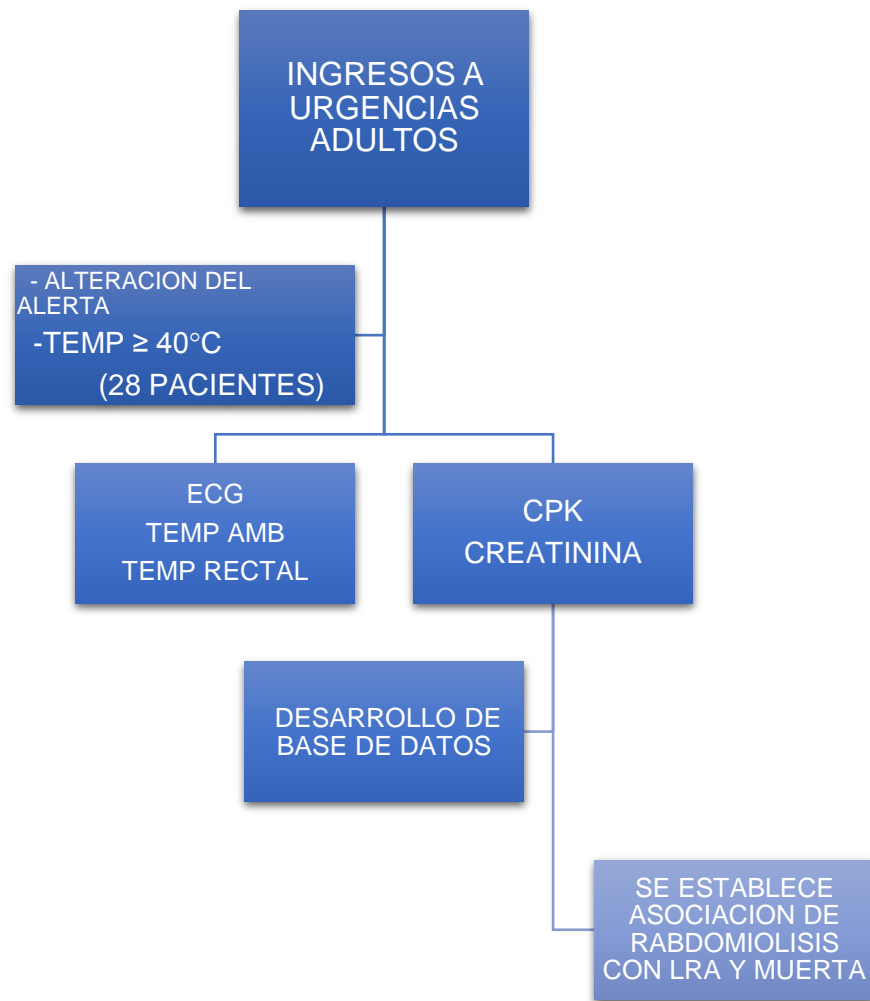 INGRESOS A
URGENCIAS
ADULTOS
- ALTERACION DEL
ALERTA
-TEMP ≥ 40°C
(28 PACIENTES)
ECG
TEMP AMB
TEMP RECTAL
CPK
CREATININA
DESARROLLO DE
BASE DE DATOS
SE ESTABLECE
ASOCIACION DE
RABDOMIOLISIS
CON LRA Y MUERTA